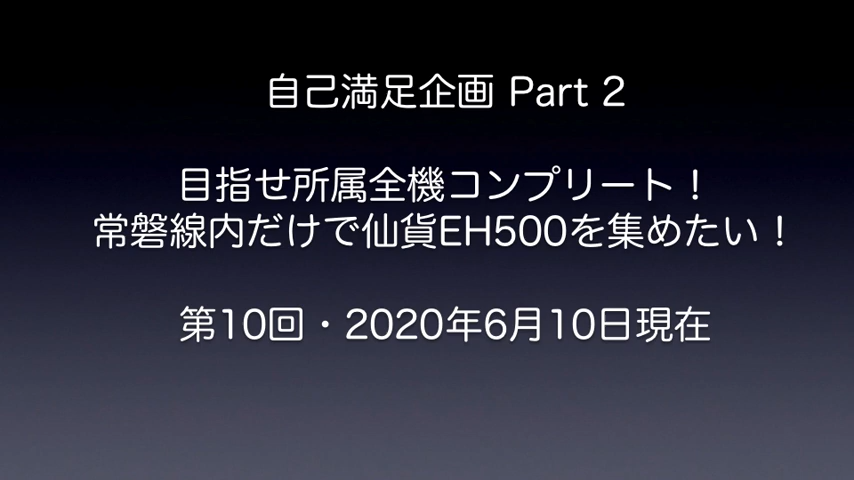 自己満足企画 Part 2
目指せ所属全機コンプリート！
常磐線内だけで仙貨EH500を集めたい！
第10回・2020年6月10日現在